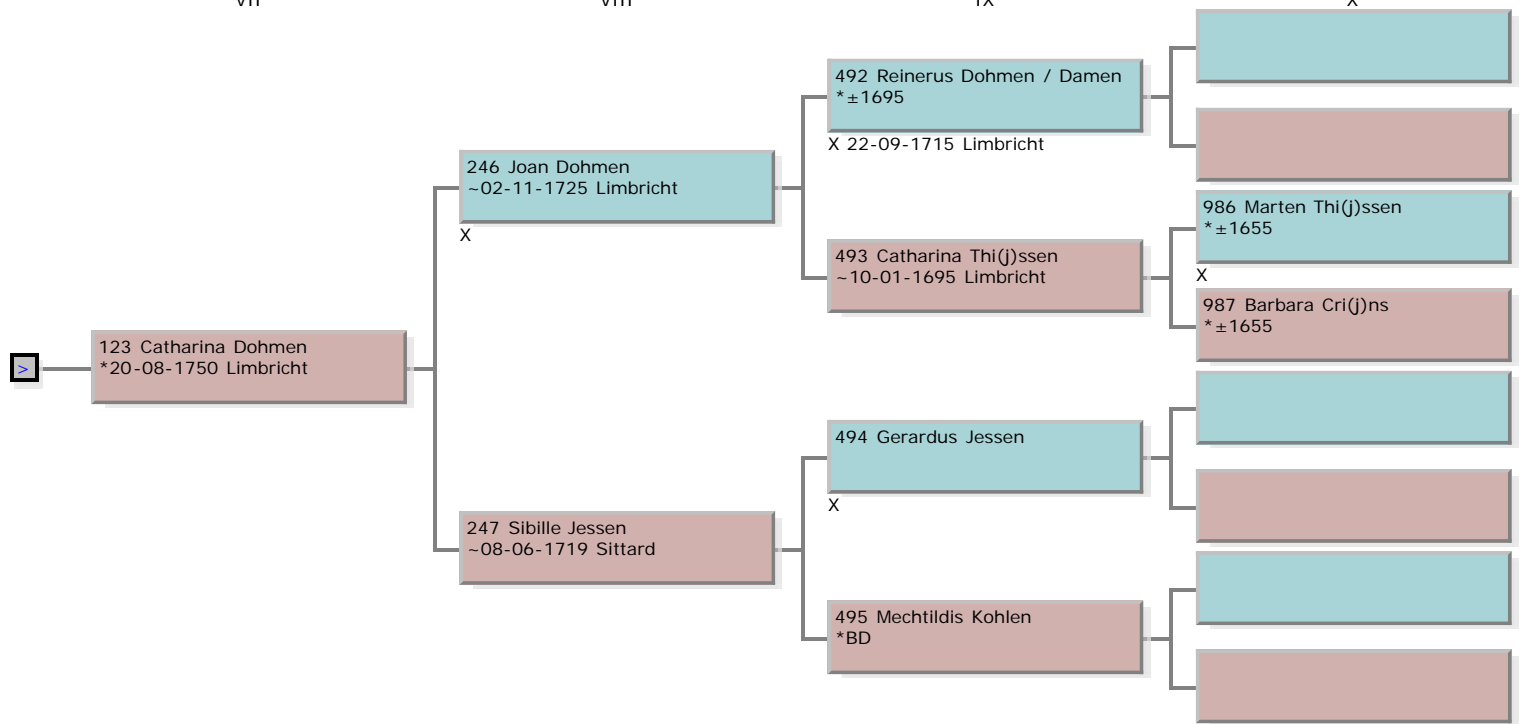 VII
VIII
IX
X
492 Reinerus Dohmen / Damen
*±1695
X 22-09-1715 Limbricht
246 Joan Dohmen
~02-11-1725 Limbricht
X
986 Marten Thi(j)ssen
*±1655
X
493 Catharina Thi(j)ssen
~10-01-1695 Limbricht
987 Barbara Cri(j)ns
*±1655
123 Catharina Dohmen
*20-08-1750 Limbricht
>
494 Gerardus Jessen
X
247 Sibille Jessen
~08-06-1719 Sittard
495 Mechtildis Kohlen
*BD